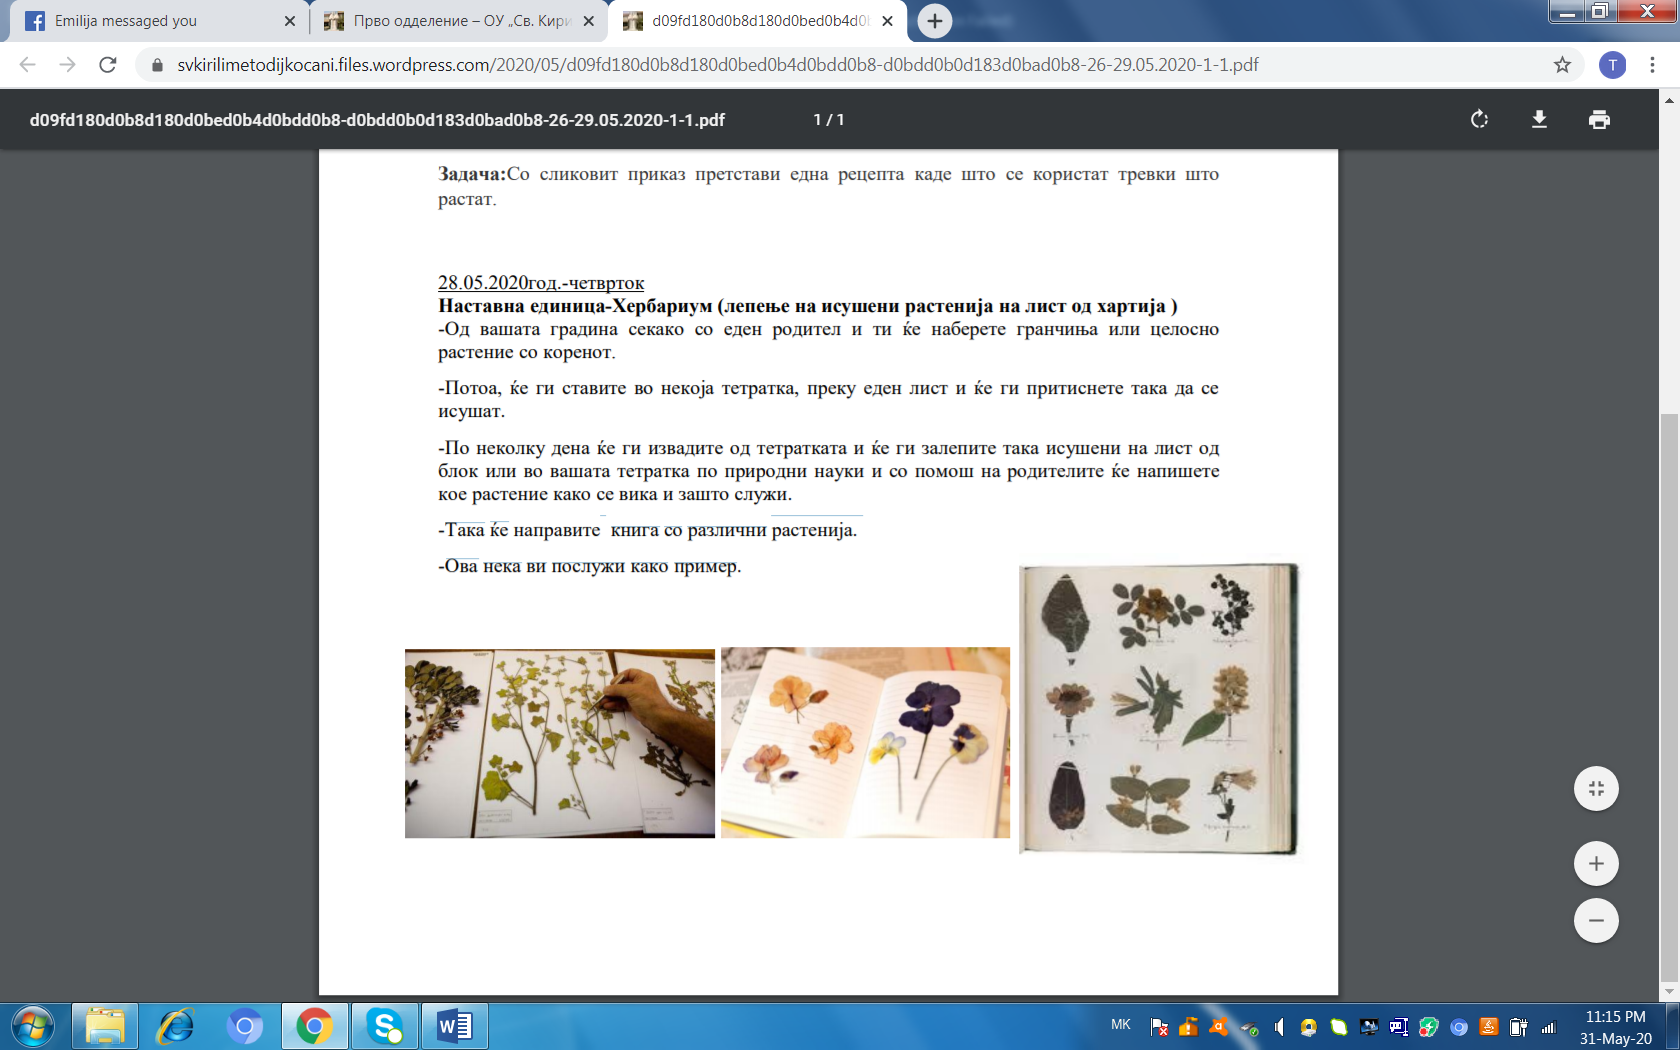 Emilija messaged you
Прво одделение – ОУ „Св. Кири
d09fd180d0b8d180d0bed0b4d0b
svkirilimetodijkocani.files.wordpress.com/2020/05/d09fd180d0b8d180d0bed0b4d0bdd0b8-d0bdd0b0d183d0bad0b8-26-29.05.2020-1-1.pdf
T
d09fd180d0b8d180d0bed0b4d0bdd0b8-d0bdd0b0d183d0bad0b8-26-29.05.2020-1-1.pdf
1 / 1
Задача:Со сликовит приказ претстави една рецепта каде што се користат тревки што
растат.
28.05.2020год.-четврток
Наставна единица-Хербариум (лепење на исушени растенија на лист од хартија )
-Од вашата градина секако со еден родител и ти ќе наберете гранчиња или целосно
растение со коренот.
-Потоа, ќе ги ставите во некоја тетратка, преку еден лист и ќе ги притиснете така да се
исушат.
-По неколку дена ќе ги извадите од тетратката и ќе ги залепите така исушени на лист од
блок или во вашата тетратка по природни науки и со помош на родителите ќе напишете
кое растение како се вика и зашто служи.
-Така ќе направите  книга со различни растенија.
-Ова нека ви послужи како пример.
MK
11:15 PM
31-May-20